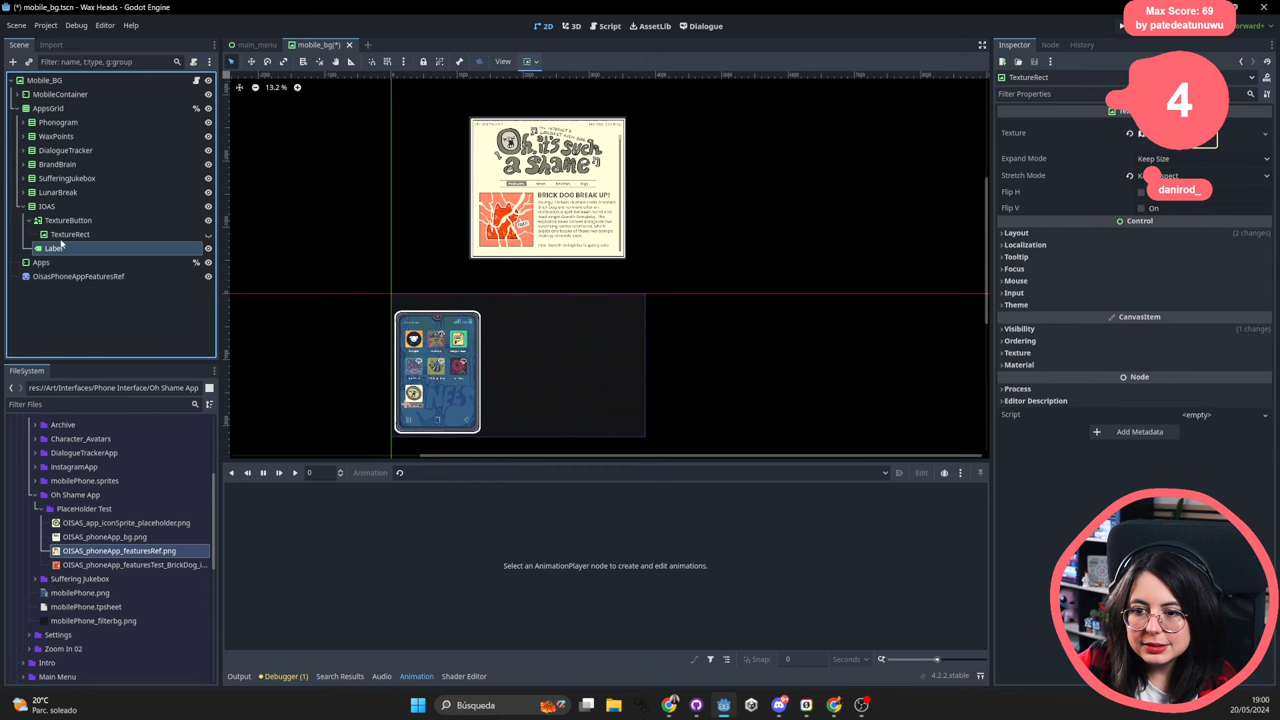 (*) mobile_bg.tscn - Wax Heads - Godot Engine
Scene Project Debug Editor Help
2D 3D Script AssetLib Dialogue
Forward+
Max Score: 69
by patedeatunuwu
4
danirod_
Scene Import
Filter: name, t:type, g:group
Mobile_BG
MobileContainer
AppsGrid
Phonogram
WaxPoints
DialogueTracker
BrandBrain
SufferingJukebox
LunarBreak
IOAS
TextureButton
TextureRect
Label
Apps
OisasPhoneAppFeaturesRef
FileSystem
res://Art/Interfaces/Phone Interface/Oh Shame App
Filter Files
Archive
Character_Avatars
DialogueTrackerApp
InstagramApp
mobilePhone.sprites
Oh Shame App
PlaceHolder Test
OISAS_app_iconSprite_placeholder.png
OISAS_phoneApp_bg.png
OISAS_phoneApp_featuresRef.png
OISAS_phoneApp_featuresTest_BrickDog_i...
Suffering Jukebox
mobilePhone.png
mobilePhone.tpsheet
mobilePhone_filterbg.png
Settings
Zoom In 02
Intro
Main Menu
main_menu mobile_bg(*)
View
13.2 %
Oh, it's such
a Shame
BRICK DOG BREAK UP!
0 Animation Edit
Select an AnimationPlayer node to create and edit animations.
Snap: 0 Seconds
Output Debugger (1) Search Results Audio Animation Shader Editor
4.2.2.stable
Inspector Node History
TextureRect
Filter Properties
Texture
Expand Mode Keep Size
Stretch Mode
Flip H
Flip V On
Control
Layout (2 changes)
Localization
Tooltip
Focus
Mouse
Input
Theme
CanvasItem
Visibility (1 change)
Ordering
Texture
Material
Node
Process
Editor Description
Script <empty>
Add Metadata
20°C
Parc. soleado
Búsqueda
19:00
20/05/2024